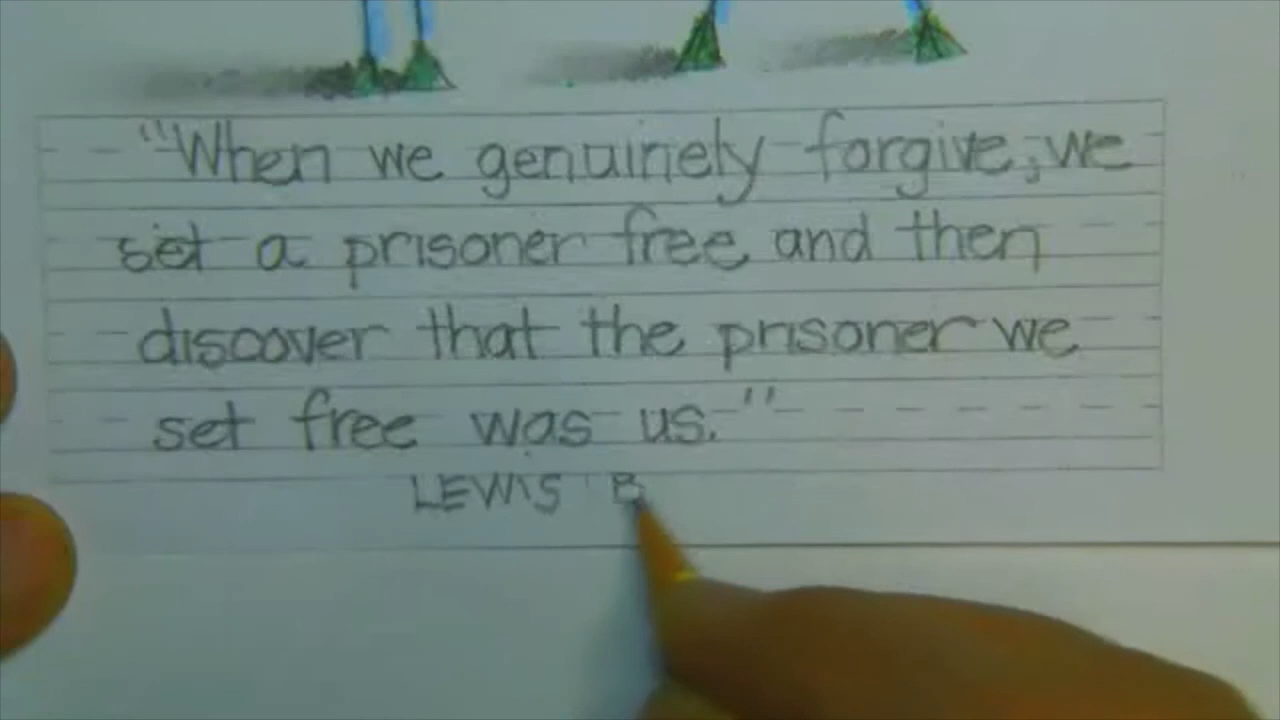 "When we genuinely forgive, we
set a prisoner free and then
discover that the prisoner we
set free was us."
LEWIS B